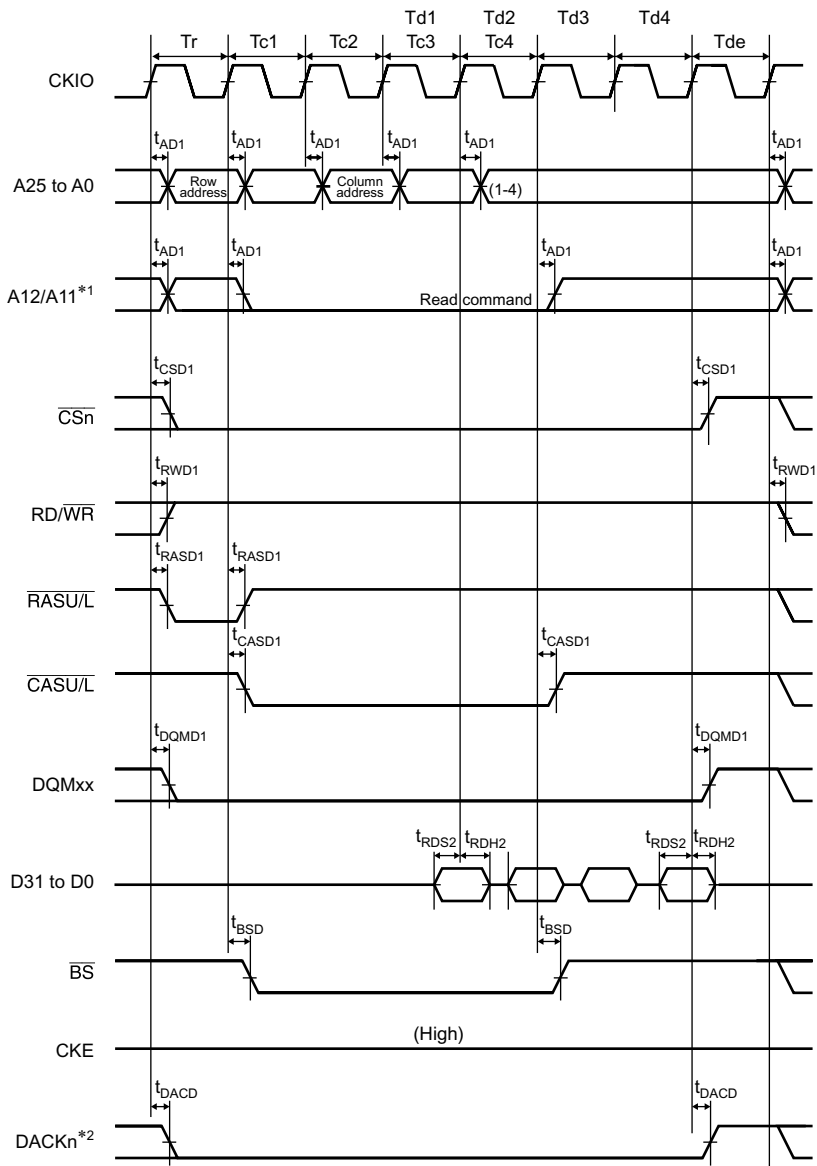 Td1 Td2
Tr Tc1 Tc2 Tc3 Tc4 Td3 Td4 Tde
CKIO
tAD1 tAD1 tAD1 tAD1 tAD1 tAD1
A25 to A0
Row address
Column address
(1-4)
tAD1 tAD1 tAD1 tAD1
A12/A11*1
Read command
tCSD1 tCSD1
CSn
tRWD1 tRWD1
RD/WR
tRASD1 tRASD1
RASU/L
tCASD1 tCASD1
CASU/L
tDQMD1 tDQMD1
DQMxx
tRDS2 tRDH2 tRDS2 tRDH2
D31 to D0
tBSD tBSD
BS
(High)
CKE
tDACD tDACD
DACKn*2